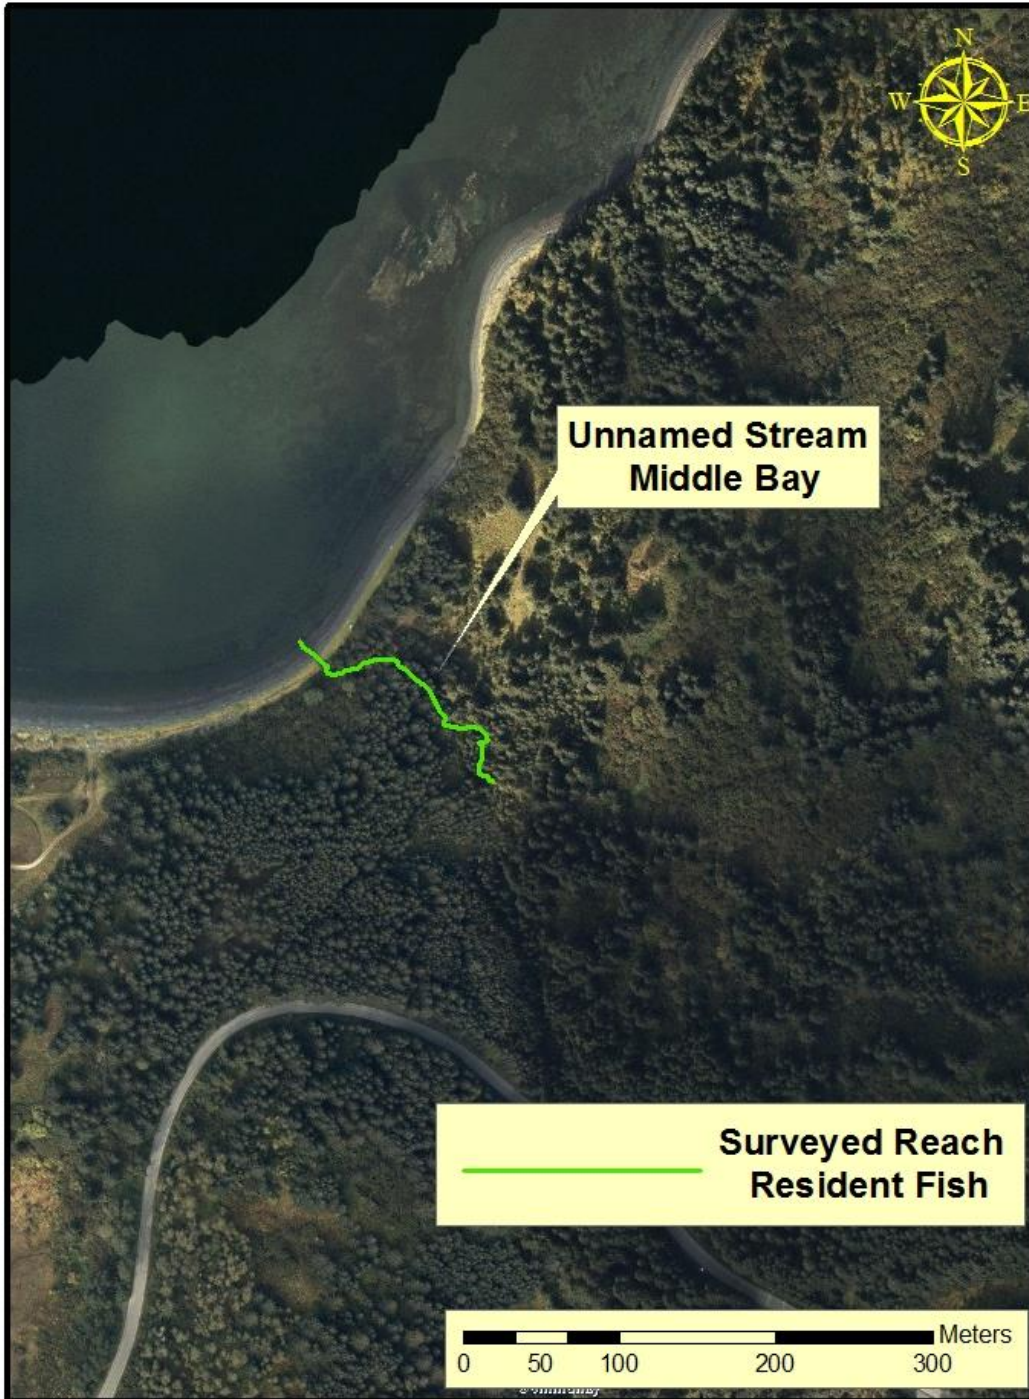 N
W E
S
Unnamed Stream
Middle Bay
Surveyed Reach
Resident Fish
Meters
0 50 100 200 300